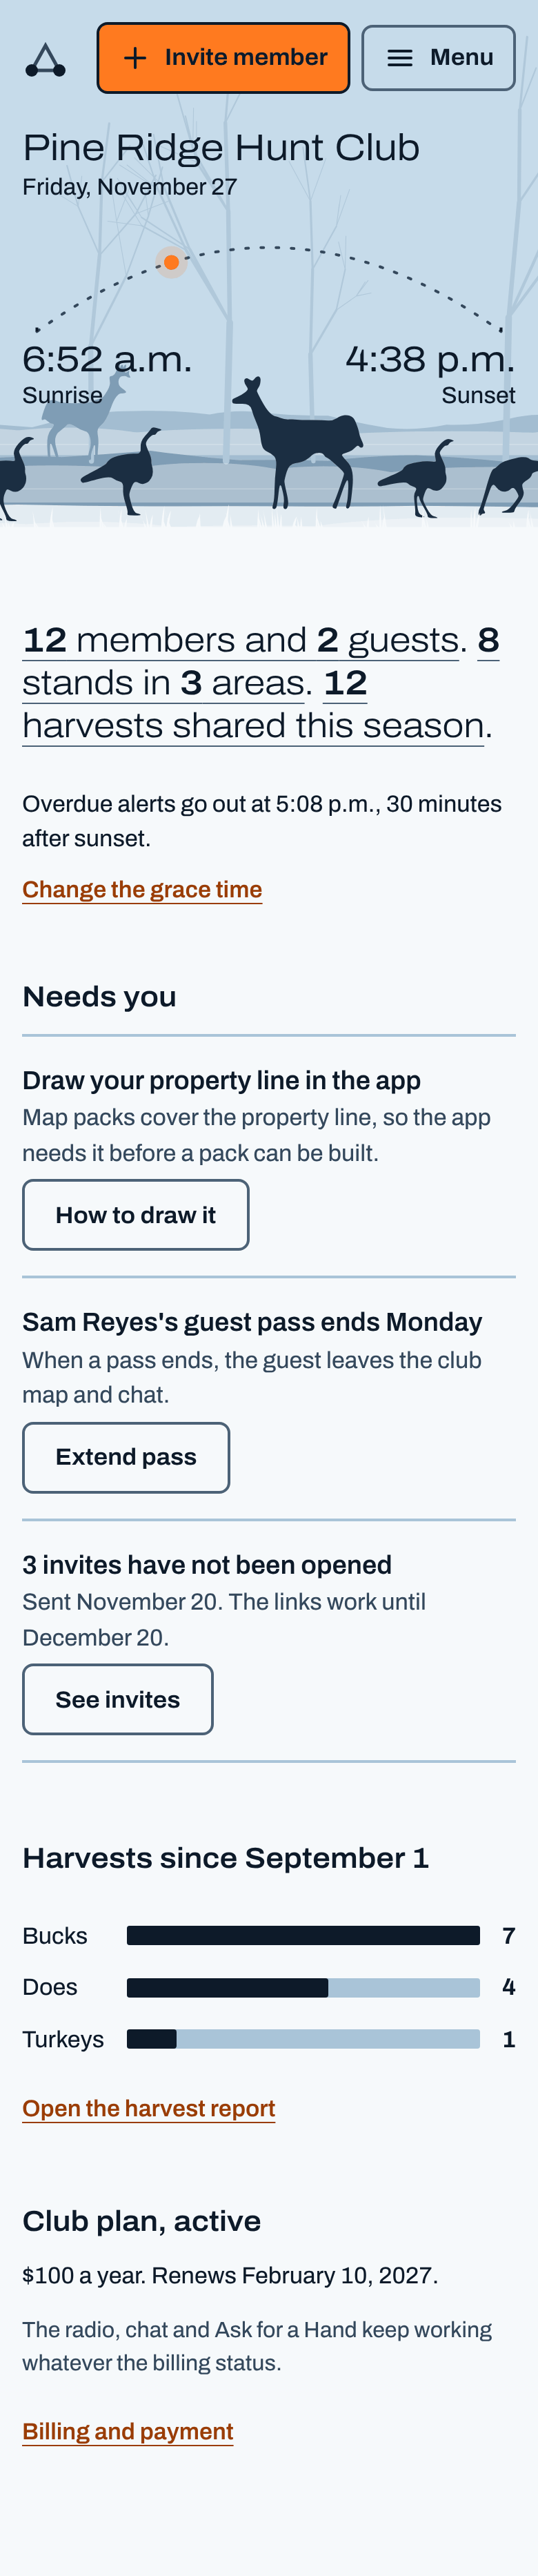 Invite member
Menu
Pine Ridge Hunt Club
Friday, November 27
6:52 a.m.
4:38 p.m.
Sunrise
Sunset
12 members and 2 guests. 8
stands in 3 areas. 12
harvests shared this season.
Overdue alerts go out at 5:08 p.m., 30 minutes
after sunset.
Change the grace time
Needs you
Draw your property line in the app
Map packs cover the property line, so the app
needs it before a pack can be built.
How to draw it
Sam Reyes's guest pass ends Monday
When a pass ends, the guest leaves the club
map and chat.
Extend pass
3 invites have not been opened
Sent November 20. The links work until
December 20.
See invites
Harvests since September 1
Bucks 7
Does 4
Turkeys 1
Open the harvest report
Club plan, active
$100 a year. Renews February 10, 2027.
The radio, chat and Ask for a Hand keep working
whatever the billing status.
Billing and payment